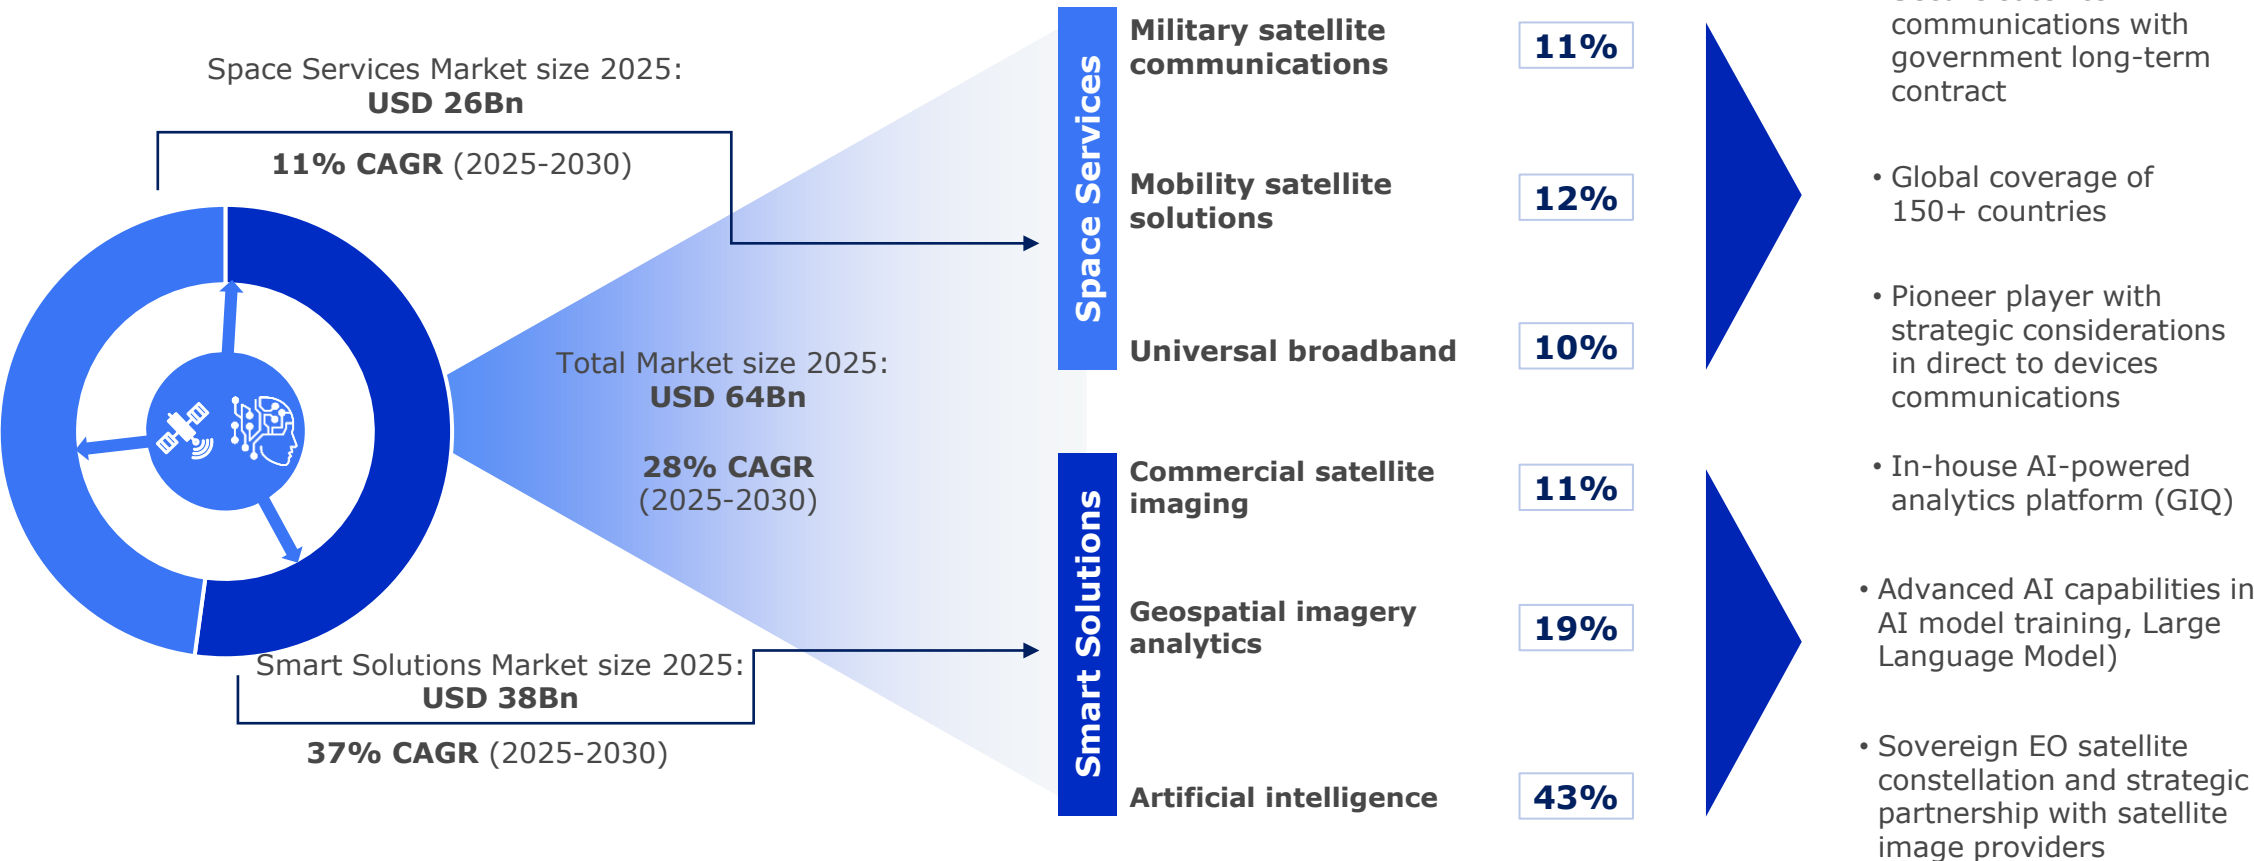 Space Services Market size 2025:
USD 26Bn
11% CAGR (2025-2030)
Total Market size 2025:
USD 64Bn
28% CAGR
(2025-2030)
Smart Solutions Market size 2025:
USD 38Bn
37% CAGR (2025-2030)
Space Services
Military satellite
communications
11%
Mobility satellite
solutions
12%
Universal broadband
10%
Smart Solutions
Commercial satellite
imaging
11%
Geospatial imagery
analytics
19%
Artificial intelligence
43%
communications with
government long-term
contract
• Global coverage of
150+ countries
• Pioneer player with
strategic considerations
in direct to devices
communications
• In-house AI-powered
analytics platform (GIQ)
• Advanced AI capabilities in
AI model training, Large
Language Model)
• Sovereign EO satellite
constellation and strategic
partnership with satellite
image providers